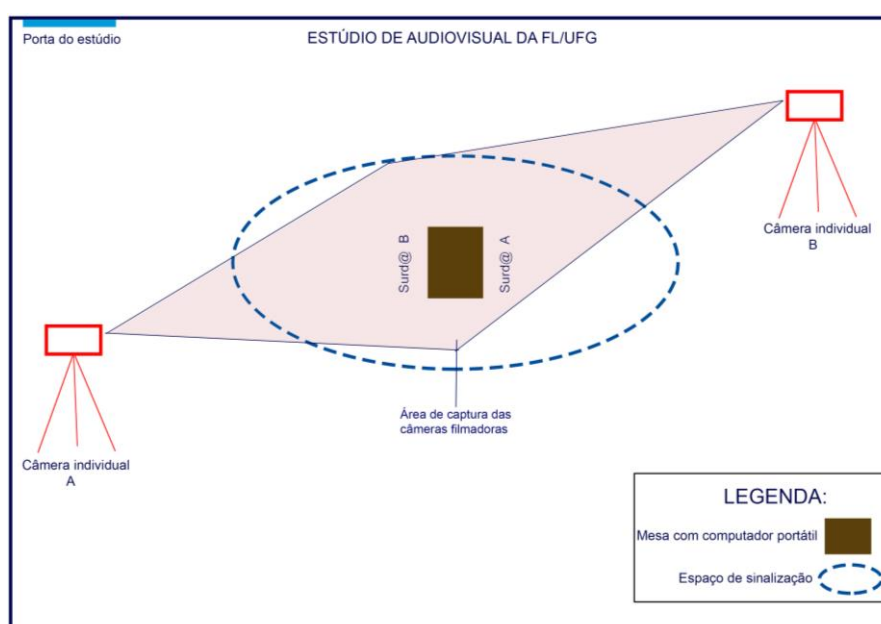 Porta do estúdio
ESTÚDIO DE AUDIOVISUAL DA FL/UFG
Câmera individual
B
Surd@ B
Surd@ A
Área de captura das
câmeras filmadoras
Câmera individual
A
LEGENDA:
Mesa com computador portátil
Espaço de sinalização